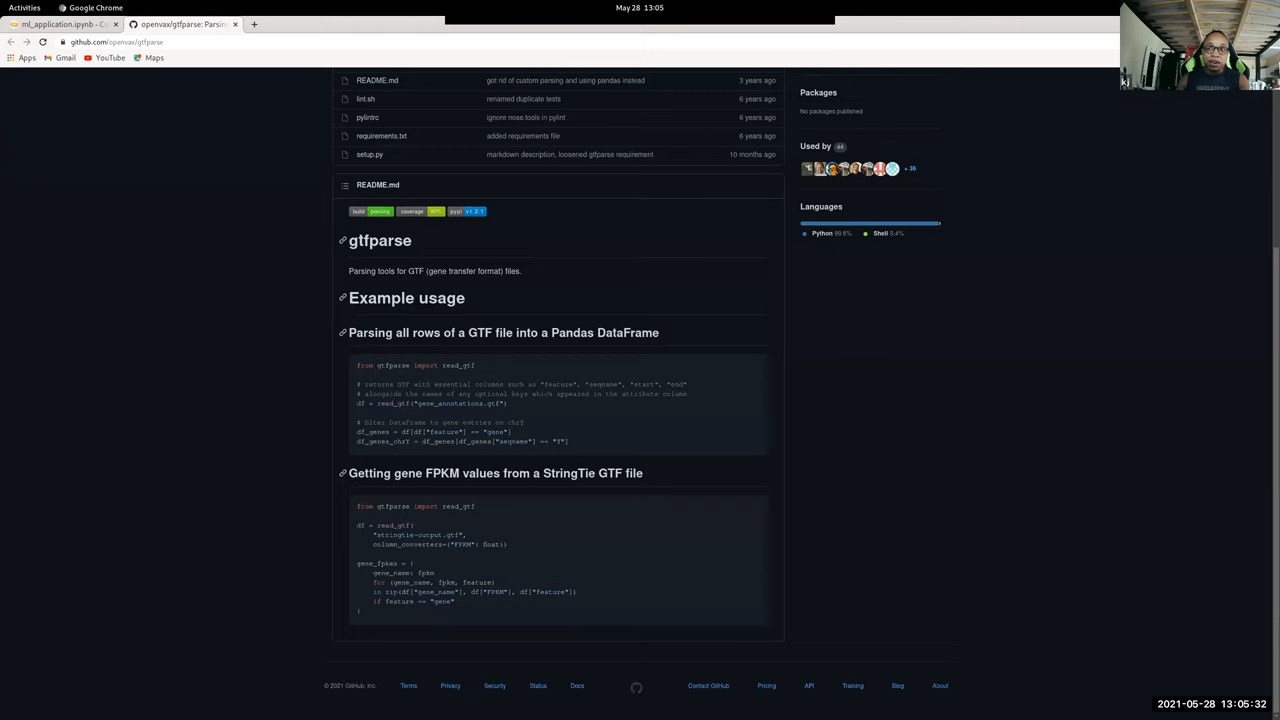 Activities
Google Chrome
May 28 13:05
ml_application.ipynb - Co
openvax/gtfparse: Parsin
github.com/openvax/gtfparse
Apps
Gmail
YouTube
Maps
kj
README.md got rid of custom parsing and using pandas instead 3 years ago
lint.sh renamed duplicate tests 6 years ago
pylintrc ignore nose.tools in pylint 6 years ago
requirements.txt added requirements file 6 years ago
setup.py markdown description, loosened gtfparse requirement 10 months ago
Packages
No packages published
Used by 44
+ 36
Languages
Python 99.6% Shell 0.4%
README.md
build passing coverage 90% pypi v1.2.1
gtfparse
Parsing tools for GTF (gene transfer format) files.
Example usage
Parsing all rows of a GTF file into a Pandas DataFrame
from gtfparse import read_gtf
# returns GTF with essential columns such as "feature", "seqname", "start", "end"
# alongside the names of any optional keys which appeared in the attribute column
df = read_gtf("gene_annotations.gtf")
# filter DataFrame to gene entries on chrY
df_genes = df[df["feature"] == "gene"]
df_genes_chrY = df_genes[df_genes["seqname"] == "Y"]
Getting gene FPKM values from a StringTie GTF file
from gtfparse import read_gtf
df = read_gtf(
"stringtie-output.gtf",
column_converters={"FPKM": float})
gene_fpkms = {
gene_name: fpkm
for (gene_name, fpkm, feature)
in zip(df["gene_name"], df["FPKM"], df["feature"])
if feature == "gene"
}
© 2021 GitHub, Inc.
Terms
Privacy
Security
Status
Docs
Contact GitHub
Pricing
API
Training
Blog
About
2021-05-28 13:05:32